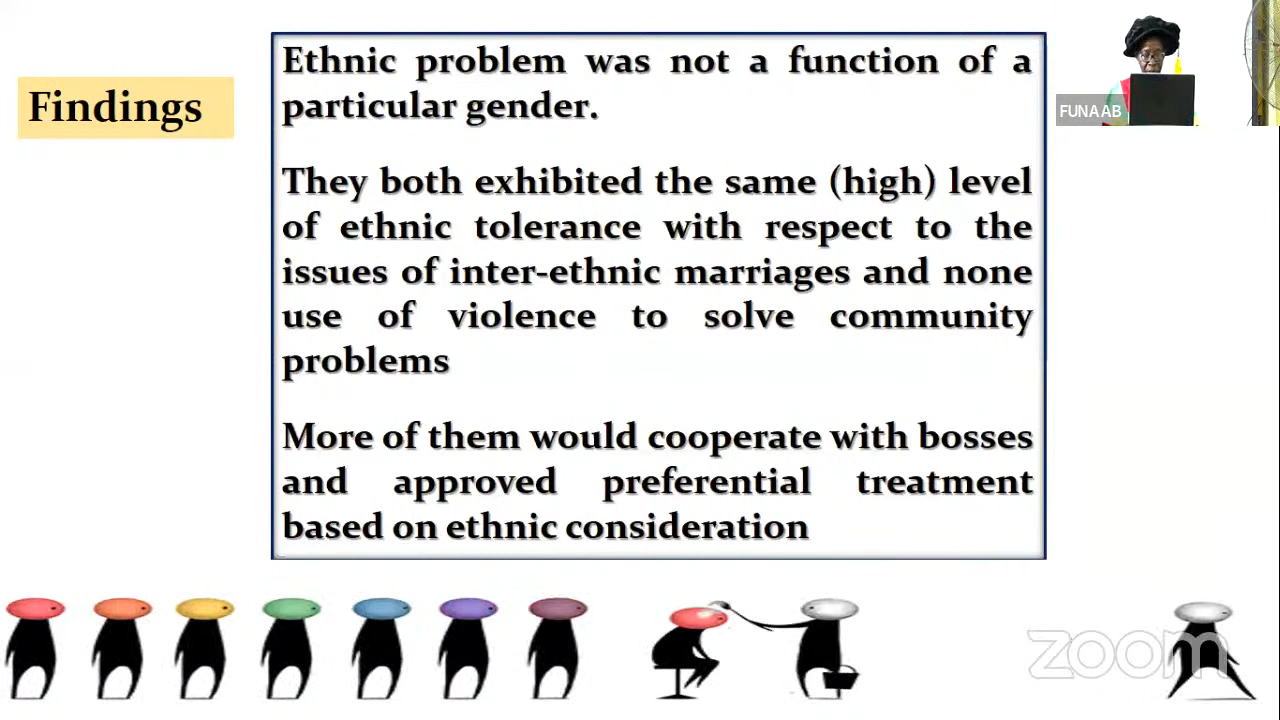 Findings
Ethnic problem was not a function of a
particular gender.
They both exhibited the same (high) level
of ethnic tolerance with respect to the
issues of inter-ethnic marriages and none
use of violence to solve community
problems
More of them would cooperate with bosses
and approved preferential treatment
based on ethnic consideration
FUNAAB
zoom